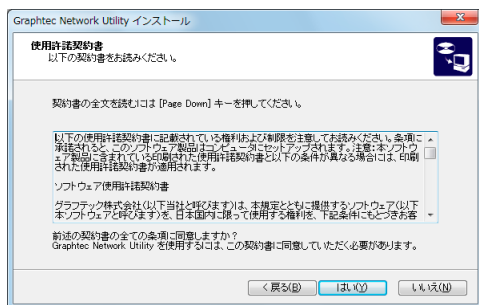 Graphtec Network Utility インストール
使用許諾契約書
以下の契約書をお読みください。
契約書の全文を読むには [Page Down] キーを押してください。
以下の使用許諾契約書に記載されている権利および制限を注意してお読みください。条項に
承諾されると、このソフトウェア製品はコンピュータにセットアップされます。注意:本ソフトウ
ェア製品に含まれている印刷された使用許諾契約書と以下の条件が異なる場合には、印刷
された使用許諾契約書が適用されます。
ソフトウェア使用許諾契約書
グラフテック株式会社(以下当社と呼びます)は、本規定とともに提供するソフトウェア(以下
本ソフトウェアと呼びます)を、日本国内に限って使用する権利を、下記条件にもとづきお客
前述の契約書の全ての条項に同意しますか?
Graphtec Network Utility を使用するには、この契約書に同意していただく必要があります。
< 戻る(B)
はい(Y)
いいえ(N)